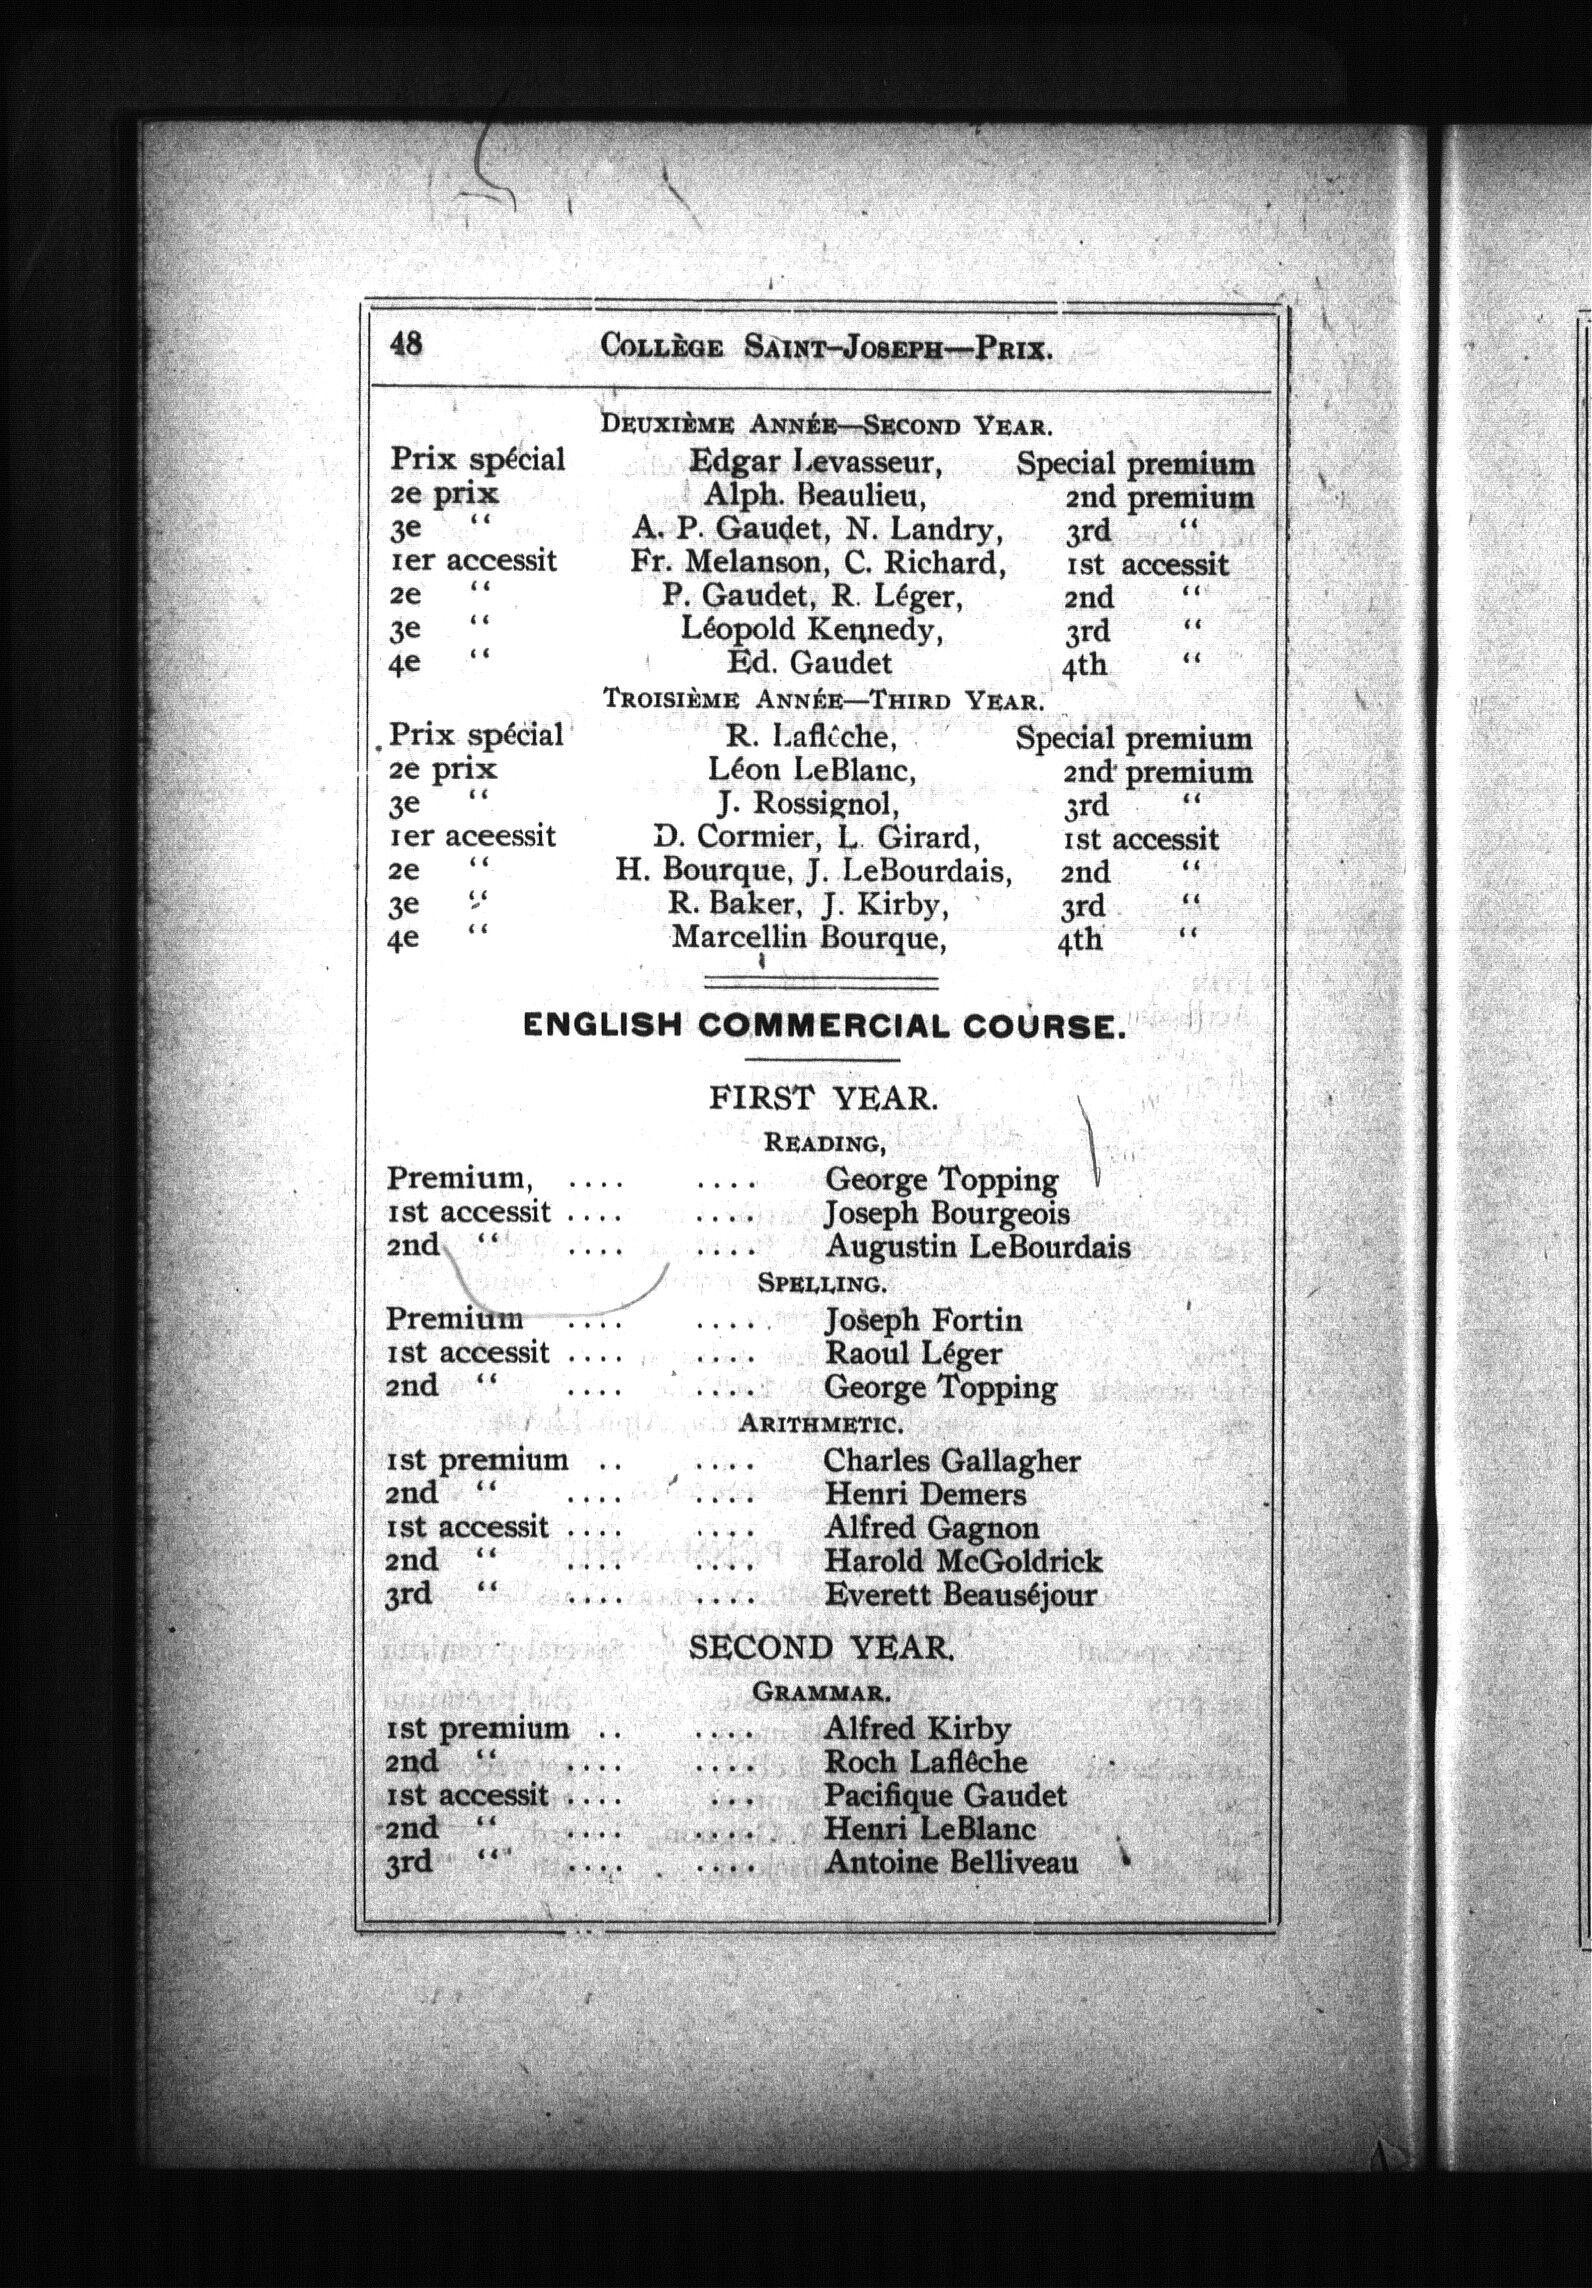 48 COLLÈGE SAINT-JOSEPH—PRIX.
DEUXIÈME ANNÉE—SECOND YEAR.
Prix spécial Edgar Levasseur, Special premium
2e prix Alph. Beaulieu, 2nd premium
3e “ A. P. Gaudet, N. Landry, 3rd “
1er accessit Fr. Melanson, C. Richard, 1st accessit
2e “ P. Gaudet, R. Léger, 2nd “
3e “ Léopold Kennedy, 3rd “
4e “ Ed. Gaudet 4th “
TROISIÈME ANNÉE—THIRD YEAR.
Prix spécial R. Laflêche, Special premium
2e prix Léon LeBlanc, 2nd premium
3e “ J. Rossignol, 3rd “
1er aceessit D. Cormier, L. Girard, 1st accessit
2e “ H. Bourque, J. LeBourdais, 2nd “
3e “ R. Baker, J. Kirby, 3rd “
4e “ Marcellin Bourque, 4th “
ENGLISH COMMERCIAL COURSE.
FIRST YEAR.
READING,
Premium, .... .... George Topping
1st accessit .... .... Joseph Bourgeois
2nd “ .... .... Augustin LeBourdais
SPELLING.
Premium .... .... Joseph Fortin
1st accessit .... .... Raoul Léger
2nd “ .... .... George Topping
ARITHMETIC.
1st premium .. .... Charles Gallagher
2nd “ .... .... Henri Demers
1st accessit .... .... Alfred Gagnon
2nd “ .... .... Harold McGoldrick
3rd “ .... .... Everett Beauséjour
SECOND YEAR.
GRAMMAR.
1st premium .. .... Alfred Kirby
2nd “ .... .... Roch Laflêche
1st accessit .... ... Pacifique Gaudet
2nd “ .... .... Henri LeBlanc
3rd “ .... .... Antoine Belliveau